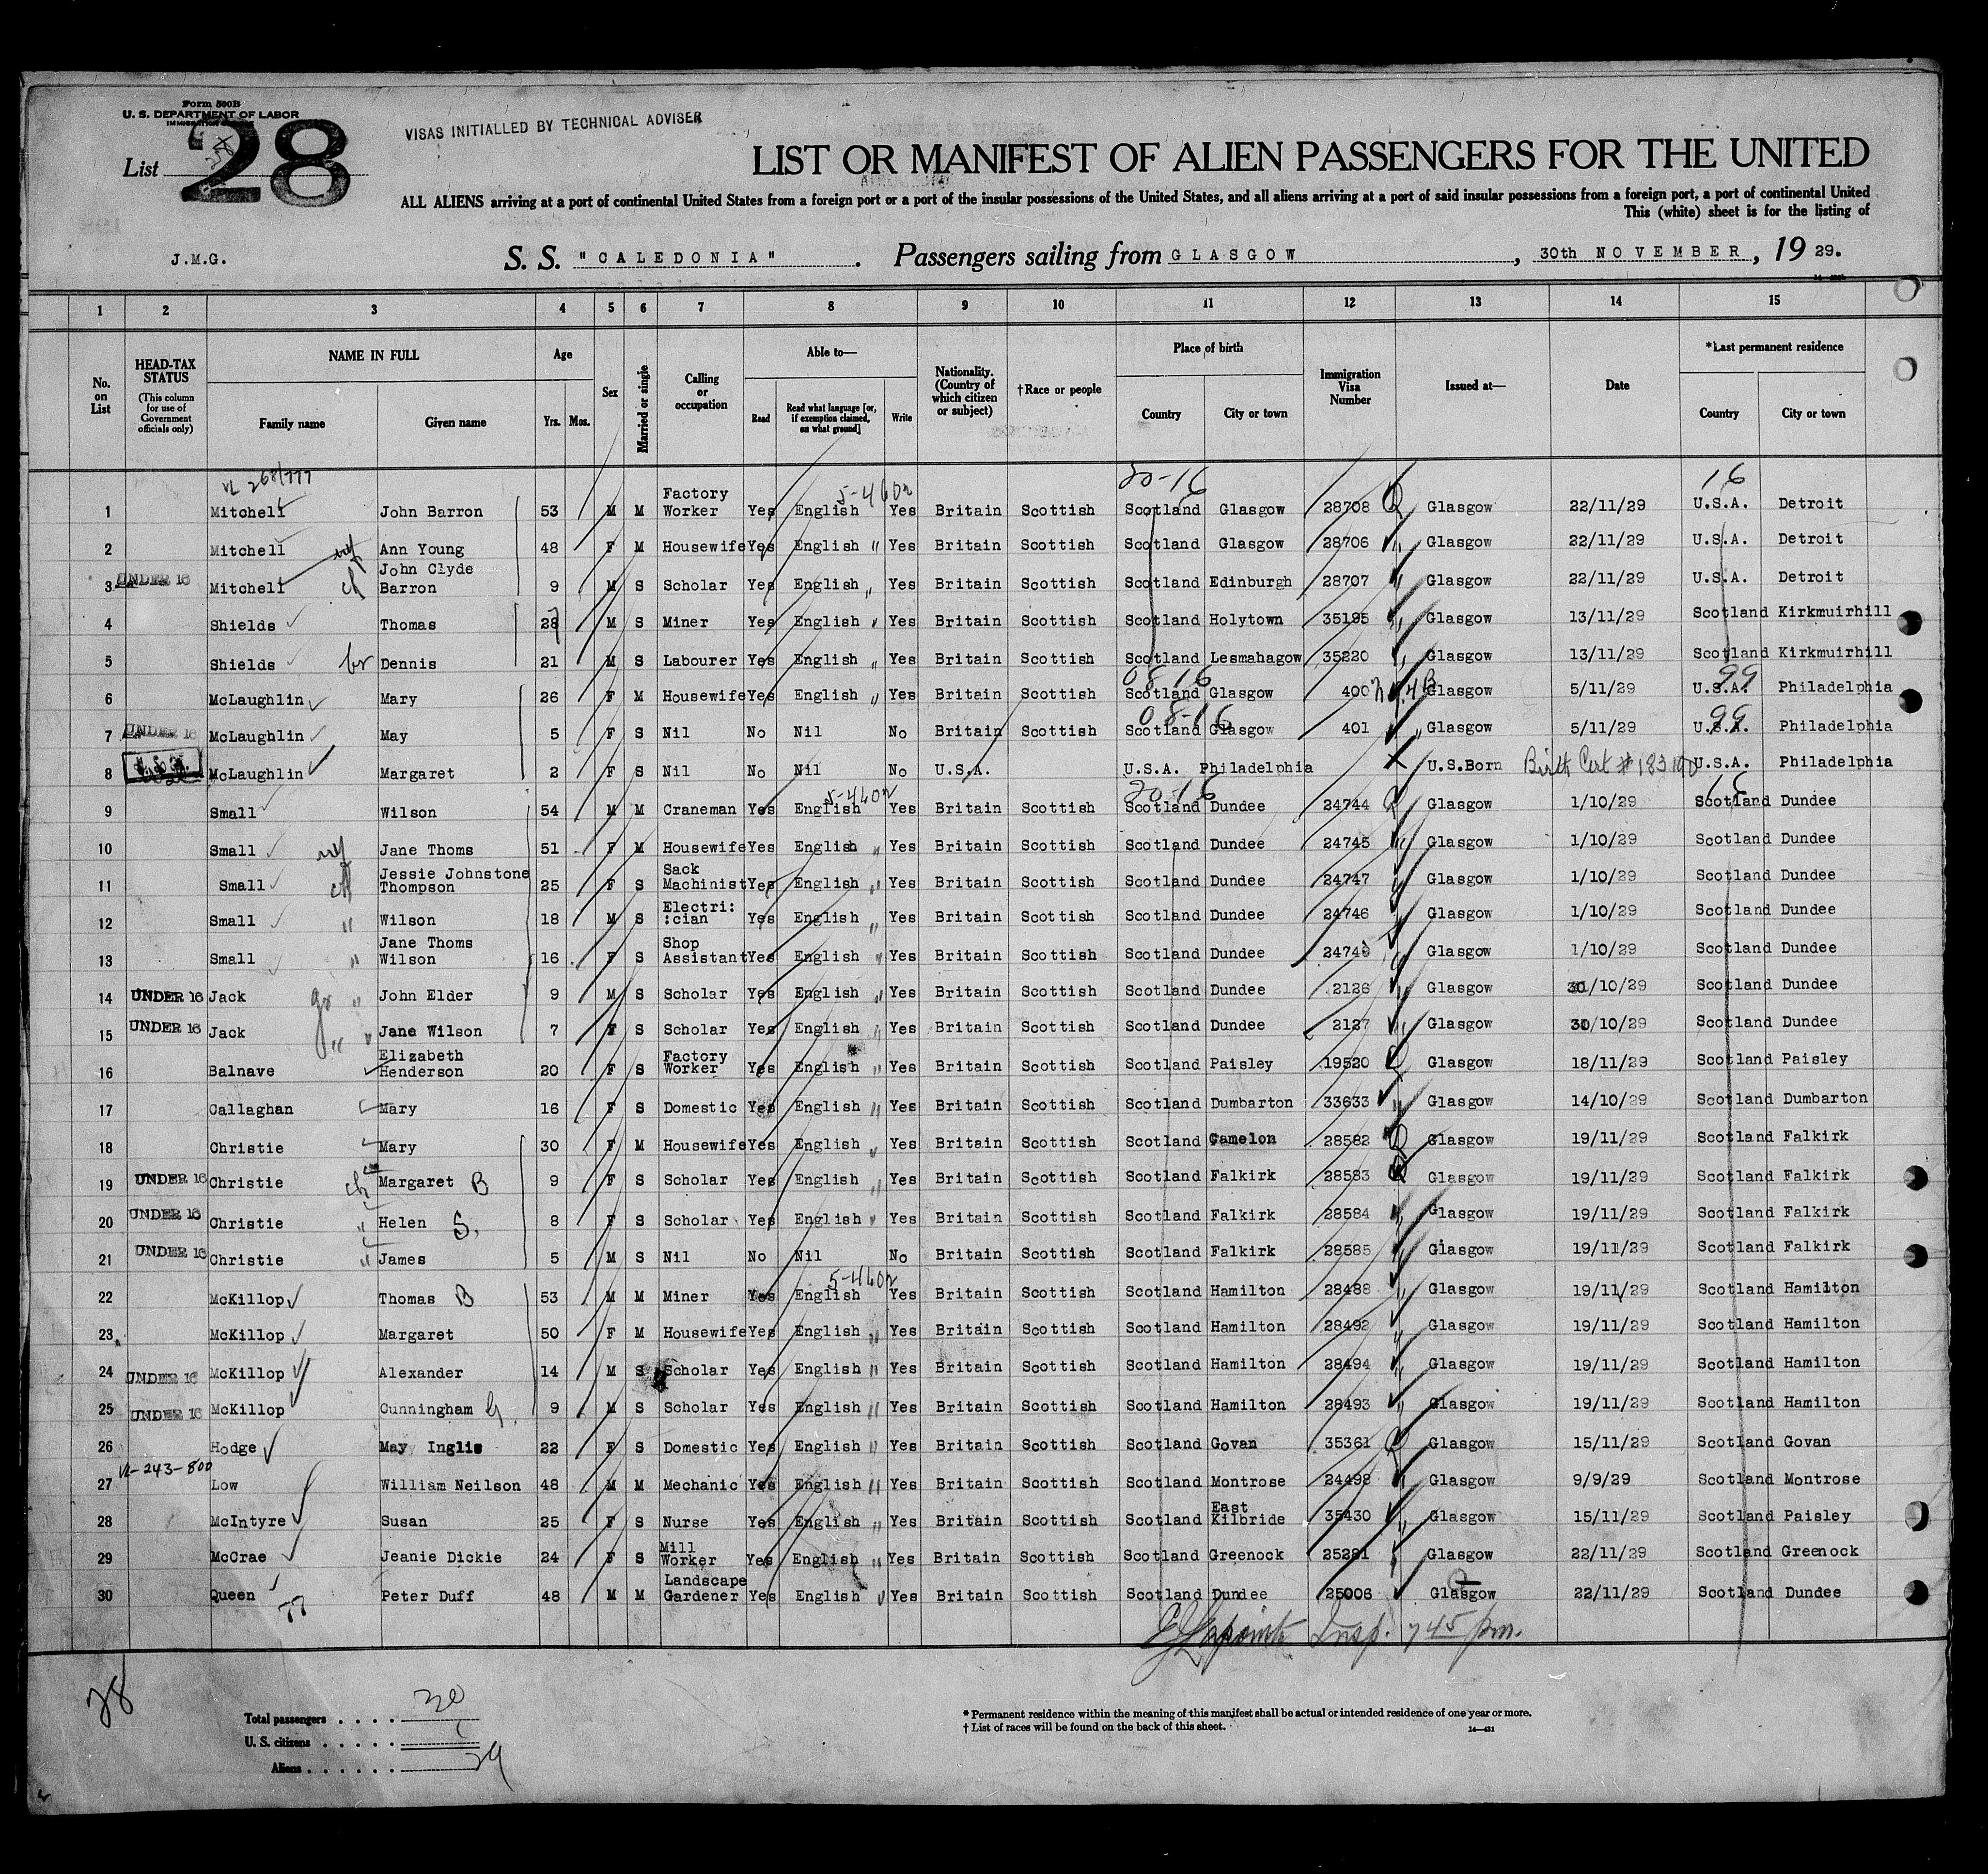 Form 500B
U. S. DEPARTMENT OF LABOR
List 28
VISAS INITIALLED BY TECHNICAL ADVISER
LIST OR MANIFEST OF ALIEN PASSENGERS FOR THE UNITED
ALL ALIENS arriving at a port of continental United States from a foreign port or a port of the insular possessions of the United States, and all aliens arriving at a port of said insular possessions from a foreign port, a port of continental United
This (white) sheet is for the listing of
J.M.G. S. S. "CALEDONIA" . Passengers sailing from GLASGOW , 30th NOVEMBER , 19 29.
1 2 3 4 5 6 7 8 9 10 11 12 13 14 15
No. on List HEAD-TAX STATUS (This column for use of Government officials only) NAME IN FULL Family name Given name Age Yrs. Mos. Sex Married or single Calling or occupation Able to— Read Read what language [or, if exemption claimed, on what ground] Write Nationality. (Country of which citizen or subject) †Race or people Place of birth Country City or town Immigration Visa Number Issued at— Date *Last permanent residence Country City or town
5-4602 20-16 16
1 Mitchell John Barron 53 M M Factory Worker Yes English Yes Britain Scottish Scotland Glasgow 28708 Glasgow 22/11/29 U.S.A. Detroit
2 Mitchell wf Ann Young 48 F M Housewife Yes English " Yes Britain Scottish Scotland Glasgow 28706 Glasgow 22/11/29 U.S.A. Detroit
3 UNDER 16 Mitchell ch John Clyde Barron 9 M S Scholar Yes English " Yes Britain Scottish Scotland Edinburgh 28707 Glasgow 22/11/29 U.S.A. Detroit
4 Shields Thomas 28 M S Miner Yes English " Yes Britain Scottish Scotland Holytown 35195 Glasgow 13/11/29 Scotland Kirkmuirhill
5 Shields br Dennis 21 M S Labourer Yes English " Yes Britain Scottish Scotland Lesmahagow 35220 Glasgow 13/11/29 Scotland Kirkmuirhill
08-16 99
6 McLaughlin Mary 26 F M Housewife Yes English " Yes Britain Scottish Scotland Glasgow 400 Glasgow 5/11/29 U.S.A. Philadelphia
08-16 99
7 UNDER 16 McLaughlin May 5 F S Nil No Nil No Britain Scottish Scotland Glasgow 401 Glasgow 5/11/29 U.S.A. Philadelphia
8 McLaughlin Margaret 2 F S Nil No Nil No U.S.A. U.S.A. Philadelphia U.S.Born Birth Cert # U.S.A. Philadelphia
5-4602 20-16 16
9 Small Wilson 54 M M Craneman Yes English Yes Britain Scottish Scotland Dundee 24744 Glasgow 1/10/29 Scotland Dundee
10 Small wf Jane Thoms 51 F M Housewife Yes English " Yes Britain Scottish Scotland Dundee 24745 Glasgow 1/10/29 Scotland Dundee
11 Small ch Jessie Johnstone Thompson 25 F S Sack Machinist Yes English " Yes Britain Scottish Scotland Dundee 24747 Glasgow 1/10/29 Scotland Dundee
12 Small " Wilson 18 M S Electri: :cian Yes English " Yes Britain Scottish Scotland Dundee 24746 Glasgow 1/10/29 Scotland Dundee
13 Small " Jane Thoms Wilson 16 F S Shop Assistant Yes English " Yes Britain Scottish Scotland Dundee Glasgow 1/10/29 Scotland Dundee
14 UNDER 16 Jack gr " John Elder 9 M S Scholar Yes English " Yes Britain Scottish Scotland Dundee 2126 Glasgow 31/10/29 Scotland Dundee
15 UNDER 16 Jack " " Jane Wilson 7 F S Scholar Yes English " Yes Britain Scottish Scotland Dundee 2127 Glasgow 31/10/29 Scotland Dundee
16 Balnave Elizabeth Henderson 20 F S Factory Worker Yes English " Yes Britain Scottish Scotland Paisley 19520 Glasgow 18/11/29 Scotland Paisley
17 Callaghan Mary 16 F S Domestic Yes English " Yes Britain Scottish Scotland Dumbarton 33633 Glasgow 14/10/29 Scotland Dumbarton
18 Christie Mary 30 F M Housewife Yes English " Yes Britain Scottish Scotland Camelon 28582 Glasgow 19/11/29 Scotland Falkirk
19 UNDER 16 Christie ch Margaret B 9 F S Scholar Yes English " Yes Britain Scottish Scotland Falkirk 28583 Glasgow 19/11/29 Scotland Falkirk
20 UNDER 16 Christie " Helen S. 8 F S Scholar Yes English " Yes Britain Scottish Scotland Falkirk 28584 Glasgow 19/11/29 Scotland Falkirk
21 UNDER 16 Christie " James 5 M S Nil No Nil No Britain Scottish Scotland Falkirk 28585 Glasgow 19/11/29 Scotland Falkirk
5-4602
22 McKillop Thomas B 53 M M Miner Yes English Yes Britain Scottish Scotland Hamilton 28488 Glasgow 19/11/29 Scotland Hamilton
23 McKillop Margaret 50 F M Housewife Yes English " Yes Britain Scottish Scotland Hamilton 28492 Glasgow 19/11/29 Scotland Hamilton
24 UNDER 16 McKillop Alexander 14 M S Scholar Yes English " Yes Britain Scottish Scotland Hamilton 28494 Glasgow 19/11/29 Scotland Hamilton
25 UNDER 16 McKillop Cunningham G. 9 M S Scholar Yes English " Yes Britain Scottish Scotland Hamilton 28493 Glasgow 19/11/29 Scotland Hamilton
26 Hodge May Inglis 22 F S Domestic Yes English " Yes Britain Scottish Scotland Govan 35361 Glasgow 15/11/29 Scotland Govan
27 Low William Neilson 48 M M Mechanic Yes English " Yes Britain Scottish Scotland Montrose 24498 Glasgow 9/9/29 Scotland Montrose
28 McIntyre Susan 25 F S Nurse Yes English " Yes Britain Scottish Scotland East Kilbride 35430 Glasgow 15/11/29 Scotland Paisley
29 McCrae Jeanie Dickie 24 F S Mill Worker Yes English " Yes Britain Scottish Scotland Greenock 25281 Glasgow 22/11/29 Scotland Greenock
30 Queen Peter Duff 48 M M Landscape Gardener Yes English Yes Britain Scottish Scotland Dundee 25006 Glasgow 22/11/29 Scotland Dundee
Insp. 745 pm.
28
Total passengers . . . . 30
U. S. citizens . . . . . 1
Aliens . . . . . . 29
* Permanent residence within the meaning of this manifest shall be actual or intended residence of one year or more.
† List of races will be found on the back of this sheet.
14—431